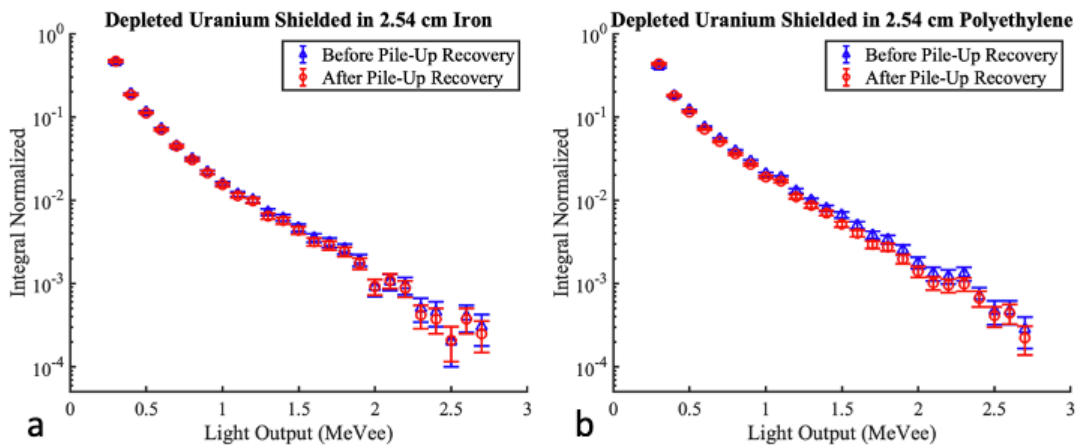 Depleted Uranium Shielded in 2.54 cm Iron
Integral Normalized
10^0
10^-1
10^-2
10^-3
10^-4
Before Pile-Up Recovery
After Pile-Up Recovery
0 0.5 1 1.5 2 2.5 3
Light Output (MeVee)
a
Depleted Uranium Shielded in 2.54 cm Polyethylene
Integral Normalized
10^0
10^-1
10^-2
10^-3
10^-4
Before Pile-Up Recovery
After Pile-Up Recovery
0 0.5 1 1.5 2 2.5 3
Light Output (MeVee)
b